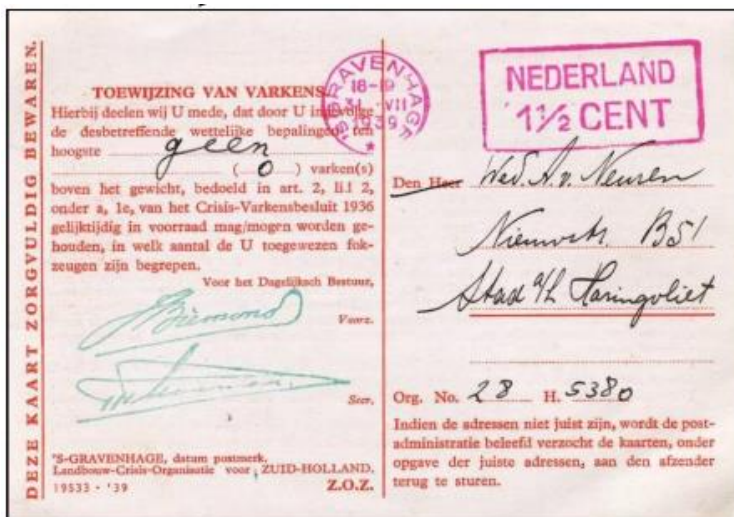 DEZE KAART ZORGVULDIG BEWAREN.
TOEWIJZING VAN VARKENS.
Hierbij deelen wij U mede, dat door U ingevolge
de desbetreffende wettelijke bepalingen ten
hoogste geen
( 0 ) varken(s)
boven het gewicht, bedoeld in art. 2, li.l 2,
onder a, 1e, van het Crisis-Varkensbesluit 1936
gelijktijdig in voorraad mag/mogen worden ge-
houden, in welk aantal de U toegewezen fok-
zeugen zijn begrepen.
Voor het Dagelijksch Bestuur,
Voorz.
Secr.
'S-GRAVENHAGE, datum postmerk.
Landbouw-Crisis-Organisatie voor ZUID-HOLLAND.
19533 - '39
Z.O.Z.
'S-GRAVENHAGE
18-19
31 VII
1939
NEDERLAND
1½ CENT
Den Heer Wed. A. v. Neusen
Nieuwstr. B51
Stad a/h Haringvliet
Org. No. 28 H. 5380
Indien de adressen niet juist zijn, wordt de post-
administratie beleefd verzocht de kaarten, onder
opgave der juiste adressen, aan den afzender
terug te sturen.